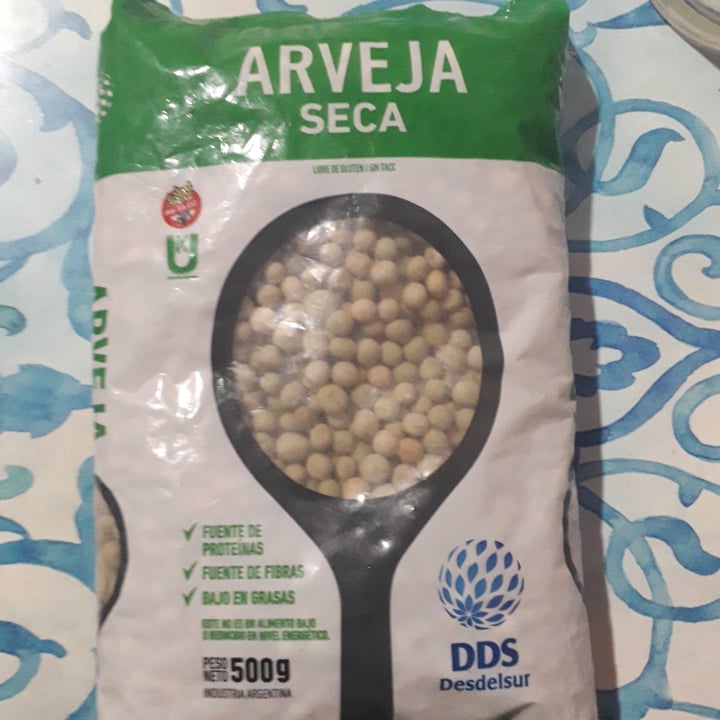 ARVEJA
SECA
LIBRE DE GLUTEN / SIN TACC
ARVEJA
FUENTE DE
PROTEÍNAS
FUENTE DE FIBRAS
BAJO EN GRASAS
ESTE NO ES UN ALIMENTO BAJO
O REDUCIDO EN NIVEL ENERGÉTICO.
PESO
NETO 500g
INDUSTRIA ARGENTINA
DDS
Desdelsur